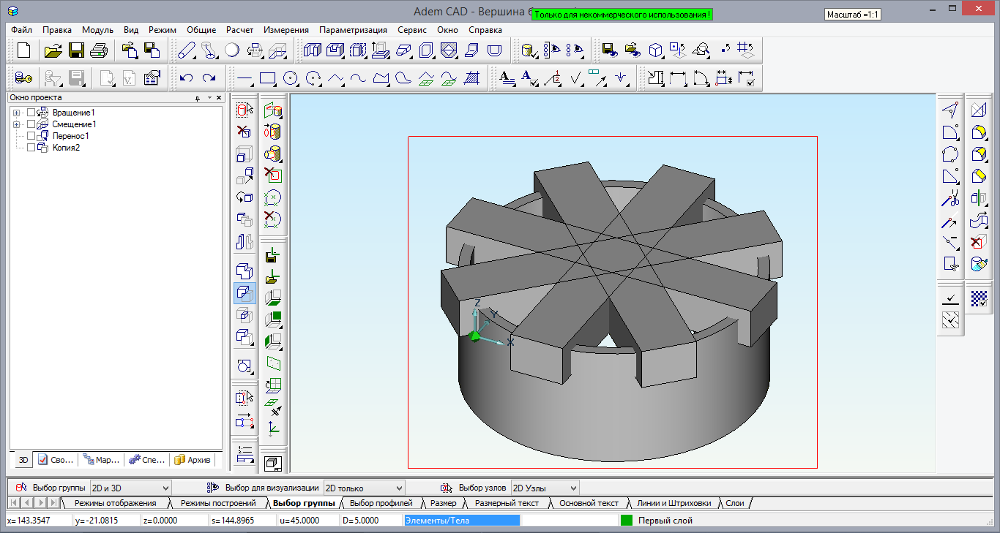 Adem CAD - Вершина б
Только для некоммерческого использования !
Масштаб =1:1
Файл Правка Модуль Вид Режим Общие Расчет Измерения Параметризация Сервис Окно Справка
Окно проекта
Вращение1
Смещение1
Перенос1
Копия2
Z
Y
X
3D Сво... Мар... Спе... Архив
Выбор группы 2D и 3D Выбор для визуализации 2D только Выбор узлов 2D Узлы
Режимы отображения Режимы построений Выбор группы Выбор профилей Размер Размерный текст Основной текст Линии и Штриховки Слои
x=143.3547 y=-21.0815 z=0.0000 s=144.8965 u=45.0000 D=5.0000 Элементы/Тела Первый слой